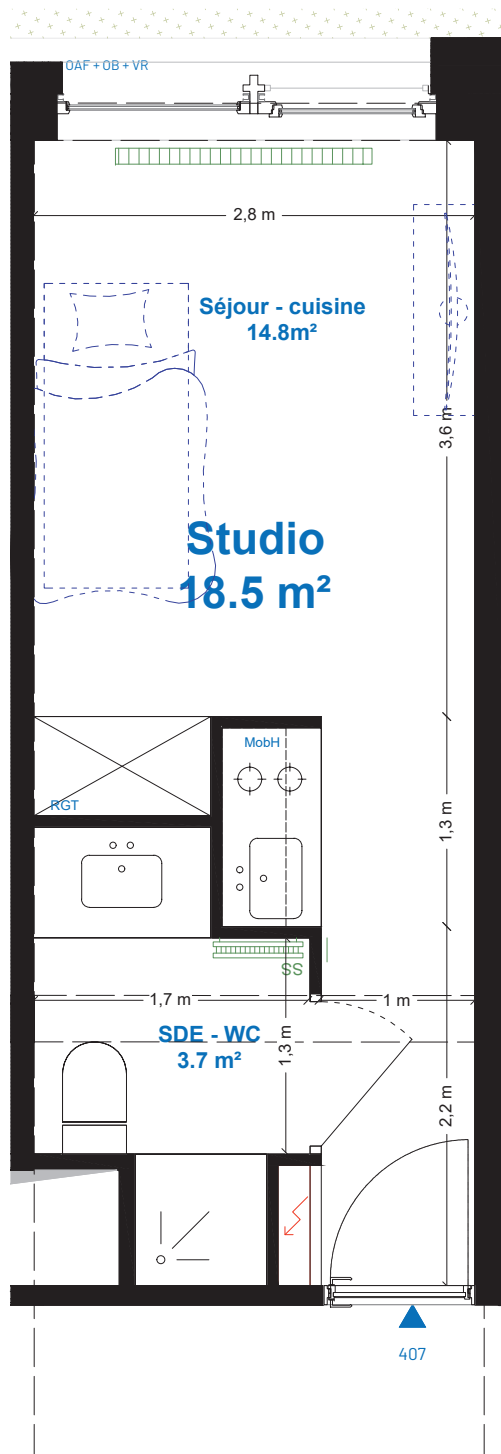 OAF + OB + VR
2,8 m
Séjour - cuisine
14.8m²
3,6 m
Studio
18.5 m²
MobH
RGT
1,3 m
SS
1,7 m
1 m
SDE - WC
3.7 m²
1,3 m
2,2 m
407